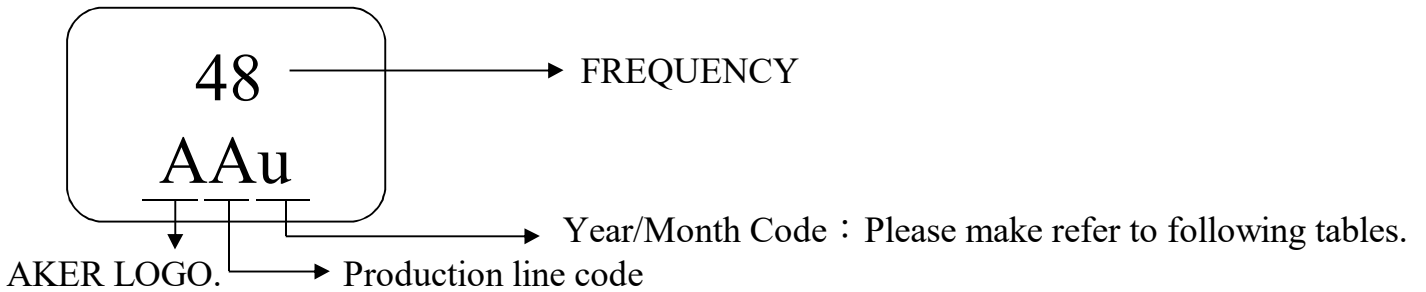 48
FREQUENCY
AAu
Year/Month Code：Please make refer to following tables.
AKER LOGO.
Production line code